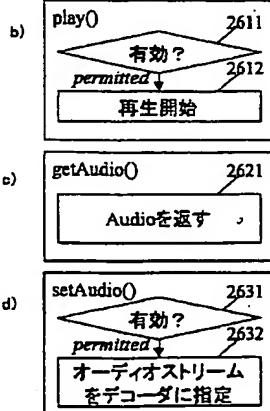 b)
play()
2611
有効？
permitted
2612
再生開始
c)
getAudio()
2621
Audioを返す
d)
setAudio()
2631
有効？
permitted
2632
オーディオストリーム
をデコーダに指定